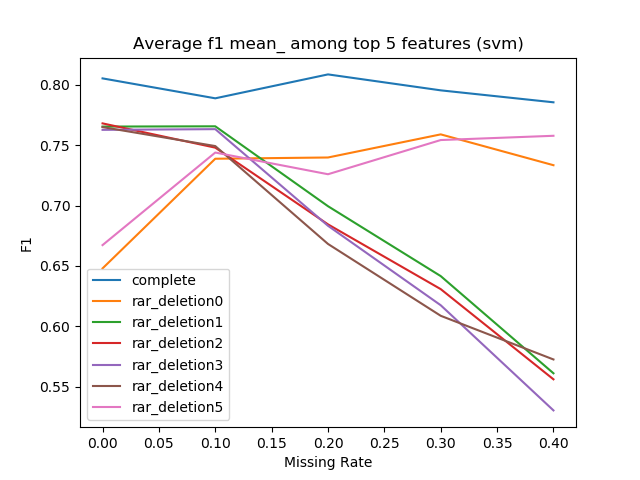 Average f1 mean_ among top 5 features (svm)
F1
0.80
0.75
0.70
0.65
0.60
0.55
complete
rar_deletion0
rar_deletion1
rar_deletion2
rar_deletion3
rar_deletion4
rar_deletion5
0.00 0.05 0.10 0.15 0.20 0.25 0.30 0.35 0.40
Missing Rate